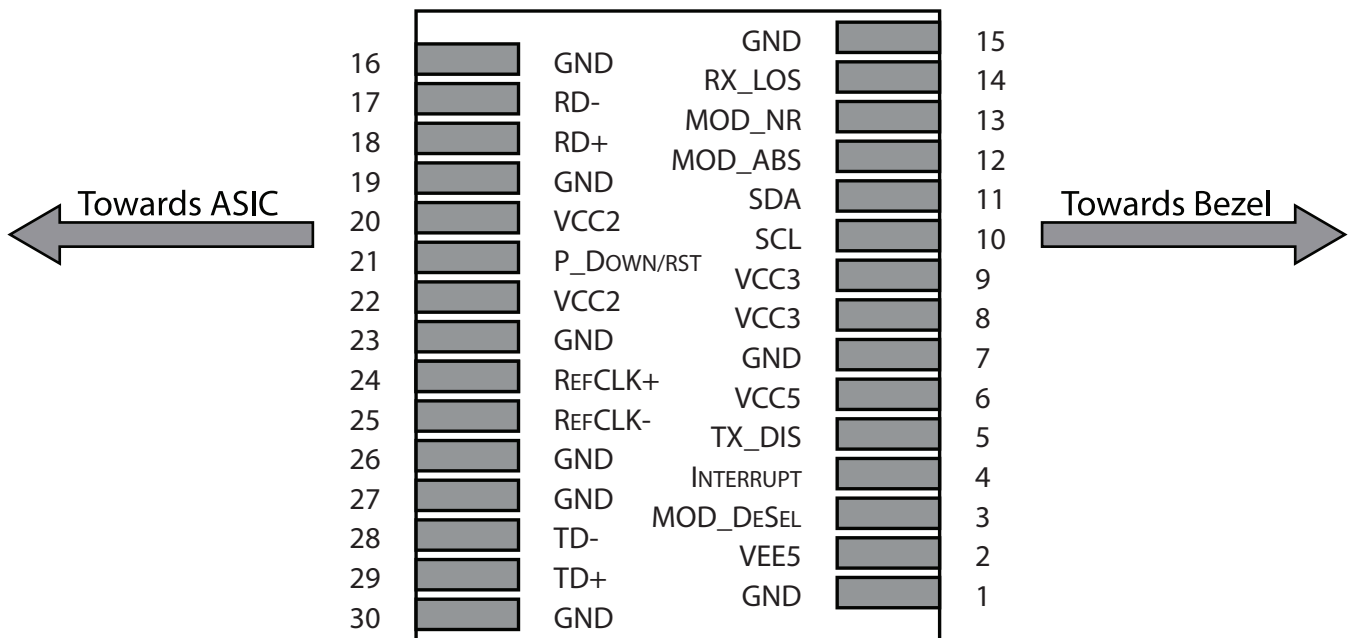 GND 15
16 GND
RX_LOS 14
17 RD-
MOD_NR 13
18 RD+
MOD_ABS 12
19 GND
SDA 11
Towards ASIC
Towards Bezel
20 VCC2
SCL 10
21 P_DOWN/RST
VCC3 9
22 VCC2
VCC3 8
23 GND
GND 7
24 REFCLK+
VCC5 6
25 REFCLK-
TX_DIS 5
26 GND
INTERRUPT 4
27 GND
MOD_DESEL 3
28 TD-
VEE5 2
29 TD+
GND 1
30 GND